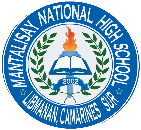 MANTALISAY NATIONAL HIGH SCHOOL
2002
LIBMANAN, CAMARINES SUR